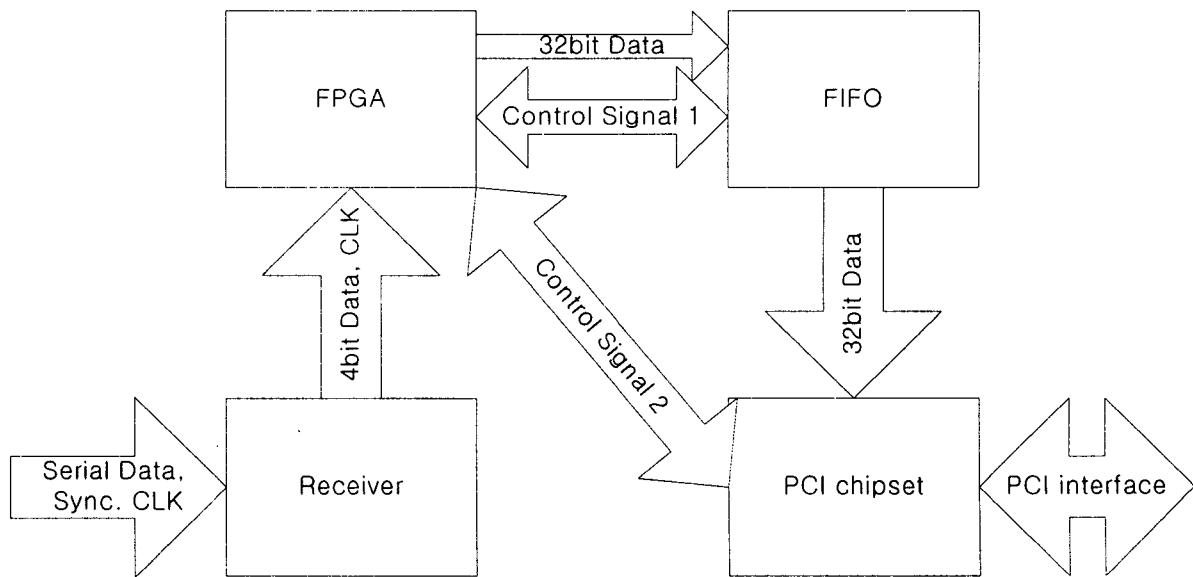 32bit Data
FPGA
FIFO
Control Signal 1
4bit Data, CLK
Control Signal 2
32bit Data
Serial Data,
Sync. CLK
Receiver
PCI chipset
PCI interface